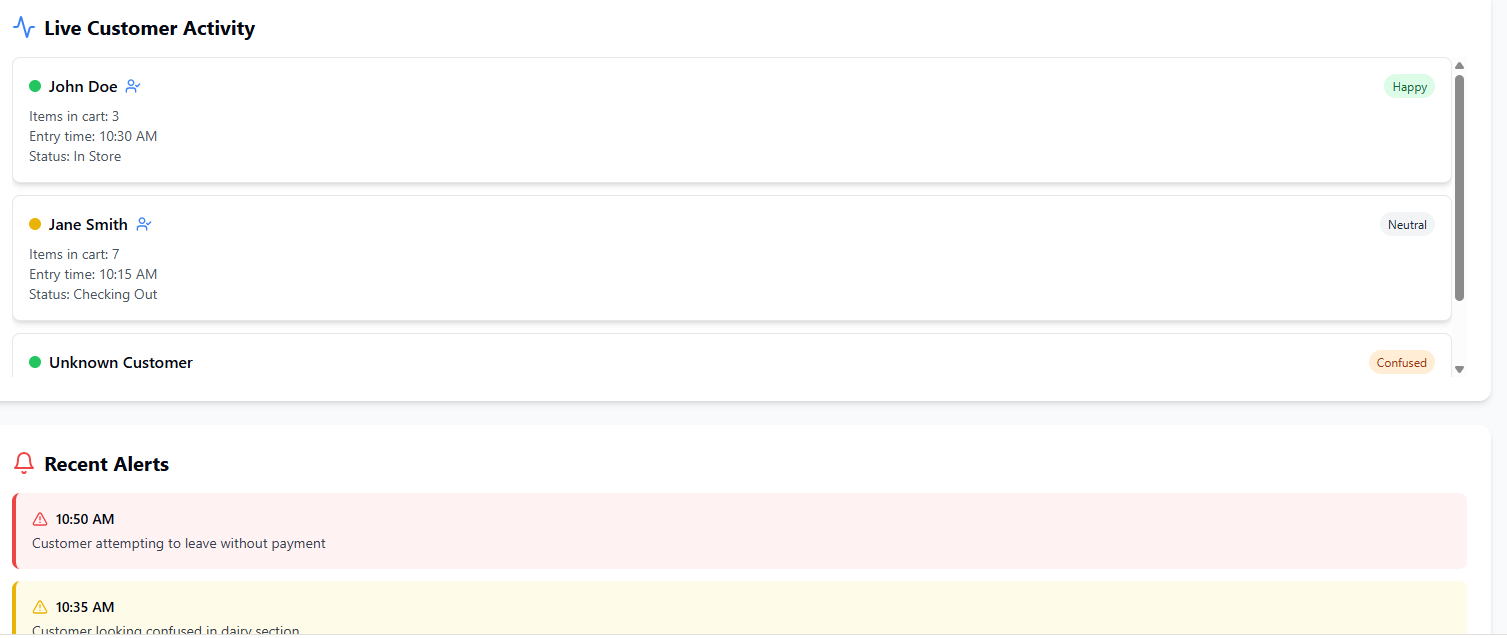 Live Customer Activity
John Doe
Happy
Items in cart: 3
Entry time: 10:30 AM
Status: In Store
Jane Smith
Neutral
Items in cart: 7
Entry time: 10:15 AM
Status: Checking Out
Unknown Customer
Confused
Recent Alerts
10:50 AM
Customer attempting to leave without payment
10:35 AM
Customer looking confused in dairy section